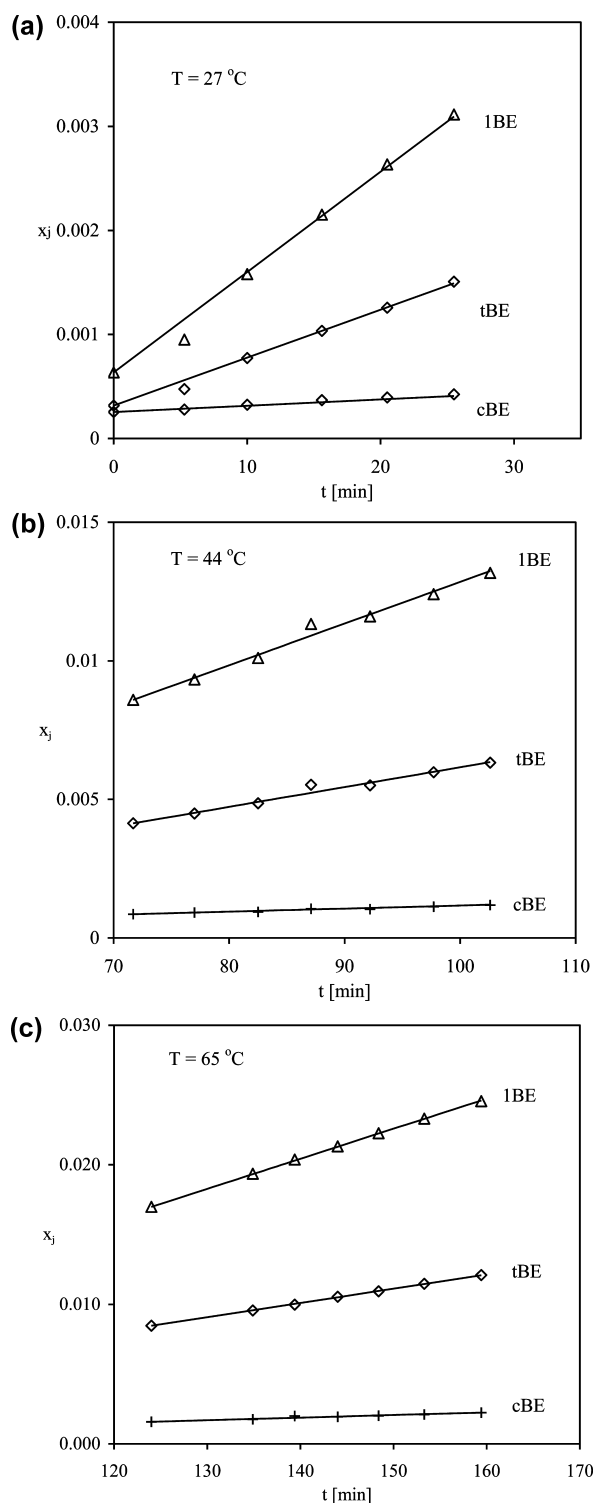 (a)
0.004
T = 27 °C
0.003
1BE
xj 0.002
tBE
0.001
cBE
0
0 10 20 30
t [min]
(b)
0.015
T = 44 °C
1BE
0.01
xj
tBE
0.005
cBE
0
70 80 90 100 110
t [min]
(c)
0.030
T = 65 °C
1BE
0.020
xj
tBE
0.010
cBE
0.000
120 130 140 150 160 170
t [min]